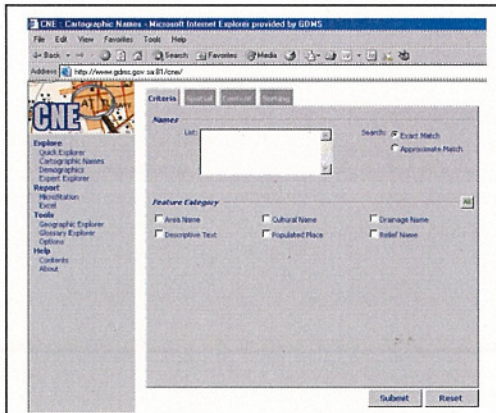 CNE : Cartographic Names - Microsoft Internet Explorer provided by GDMS
File Edit View Favorites Tools Help
Back Search Favorites Media
Address http://www.gdms.gov.sa:81/cne/
CNE
Criteria Spatial Sorting
Names
List: Search: Exact Match
Approximate Match
Explore
Quick Explorer
Cartographic Names
Demographics
Expert Explorer
Report
MicroStation
Excel
Tools
Geographic Explorer
Glossary Explorer
Options
Help
Contents
About
Feature Category All
Area Name Cultural Name Drainage Name
Descriptive Text Populated Place Relief Name
Submit Reset